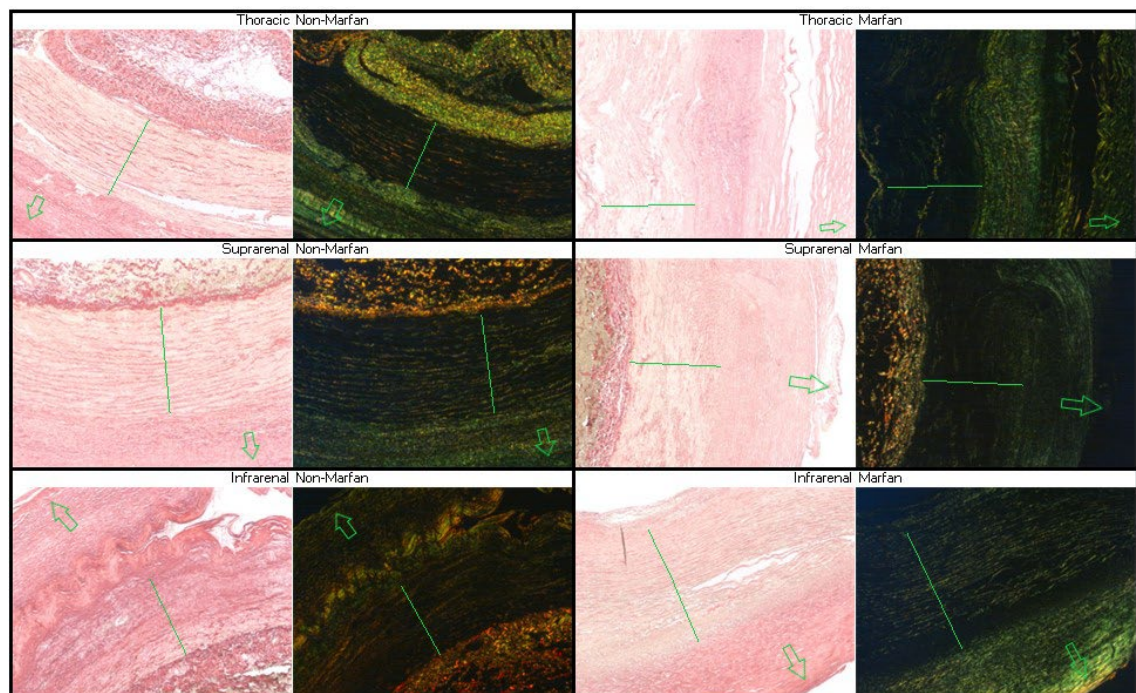 Thoracic Non-Marfan
Thoracic Marfan
Suprarenal Non-Marfan
Suprarenal Marfan
Infrarenal Non-Marfan
Infrarenal Marfan